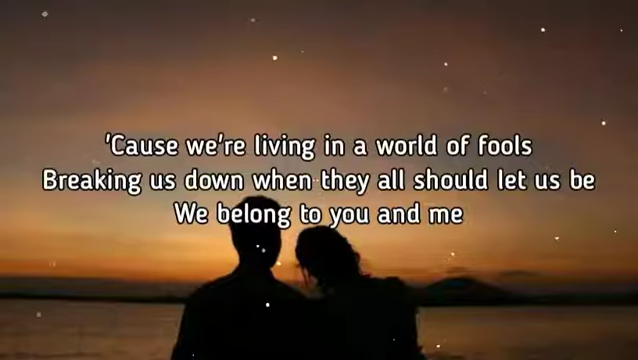 'Cause we're living in a world of fools
Breaking us down when they all should let us be
We belong to you and me